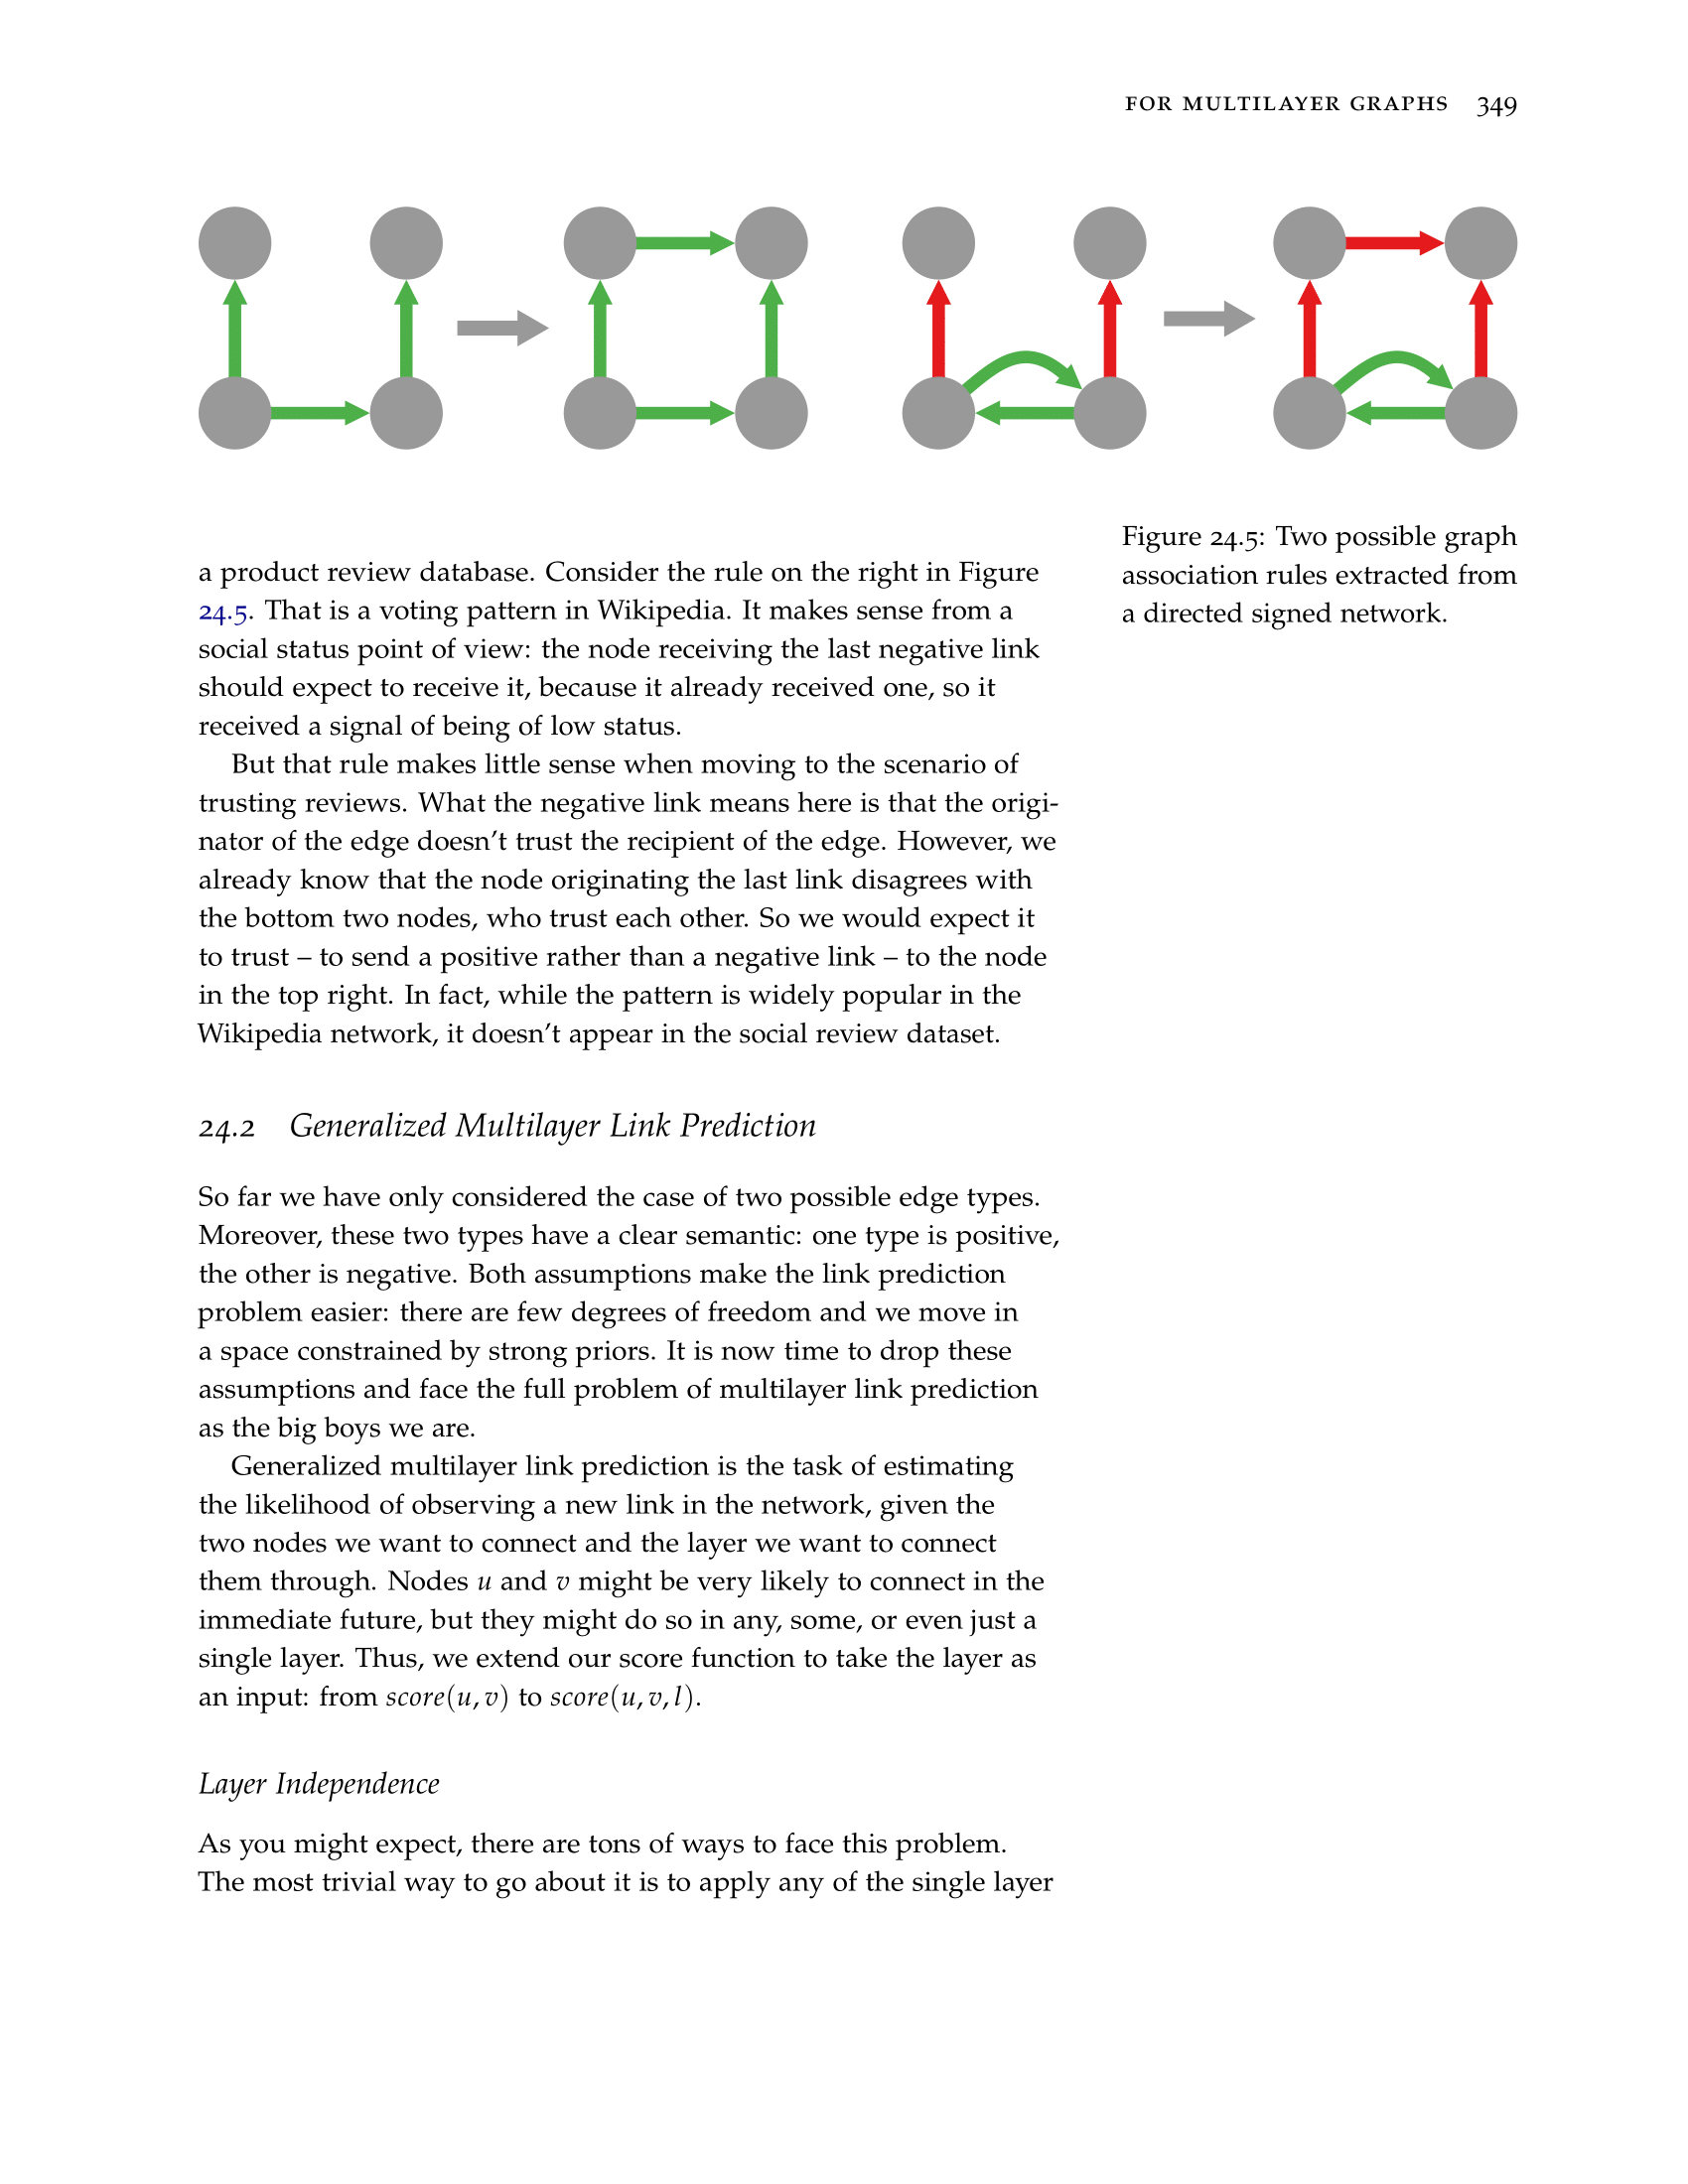 FOR MULTILAYER GRAPHS 349
Figure 24.5: Two possible graph
association rules extracted from
a directed signed network.
a product review database. Consider the rule on the right in Figure
24.5. That is a voting pattern in Wikipedia. It makes sense from a
social status point of view: the node receiving the last negative link
should expect to receive it, because it already received one, so it
received a signal of being of low status.
But that rule makes little sense when moving to the scenario of
trusting reviews. What the negative link means here is that the origi-
nator of the edge doesn't trust the recipient of the edge. However, we
already know that the node originating the last link disagrees with
the bottom two nodes, who trust each other. So we would expect it
to trust – to send a positive rather than a negative link – to the node
in the top right. In fact, while the pattern is widely popular in the
Wikipedia network, it doesn't appear in the social review dataset.
24.2 Generalized Multilayer Link Prediction
So far we have only considered the case of two possible edge types.
Moreover, these two types have a clear semantic: one type is positive,
the other is negative. Both assumptions make the link prediction
problem easier: there are few degrees of freedom and we move in
a space constrained by strong priors. It is now time to drop these
assumptions and face the full problem of multilayer link prediction
as the big boys we are.
Generalized multilayer link prediction is the task of estimating
the likelihood of observing a new link in the network, given the
two nodes we want to connect and the layer we want to connect
them through. Nodes u and v might be very likely to connect in the
immediate future, but they might do so in any, some, or even just a
single layer. Thus, we extend our score function to take the layer as
an input: from score(u, v) to score(u, v, l).
Layer Independence
As you might expect, there are tons of ways to face this problem.
The most trivial way to go about it is to apply any of the single layer